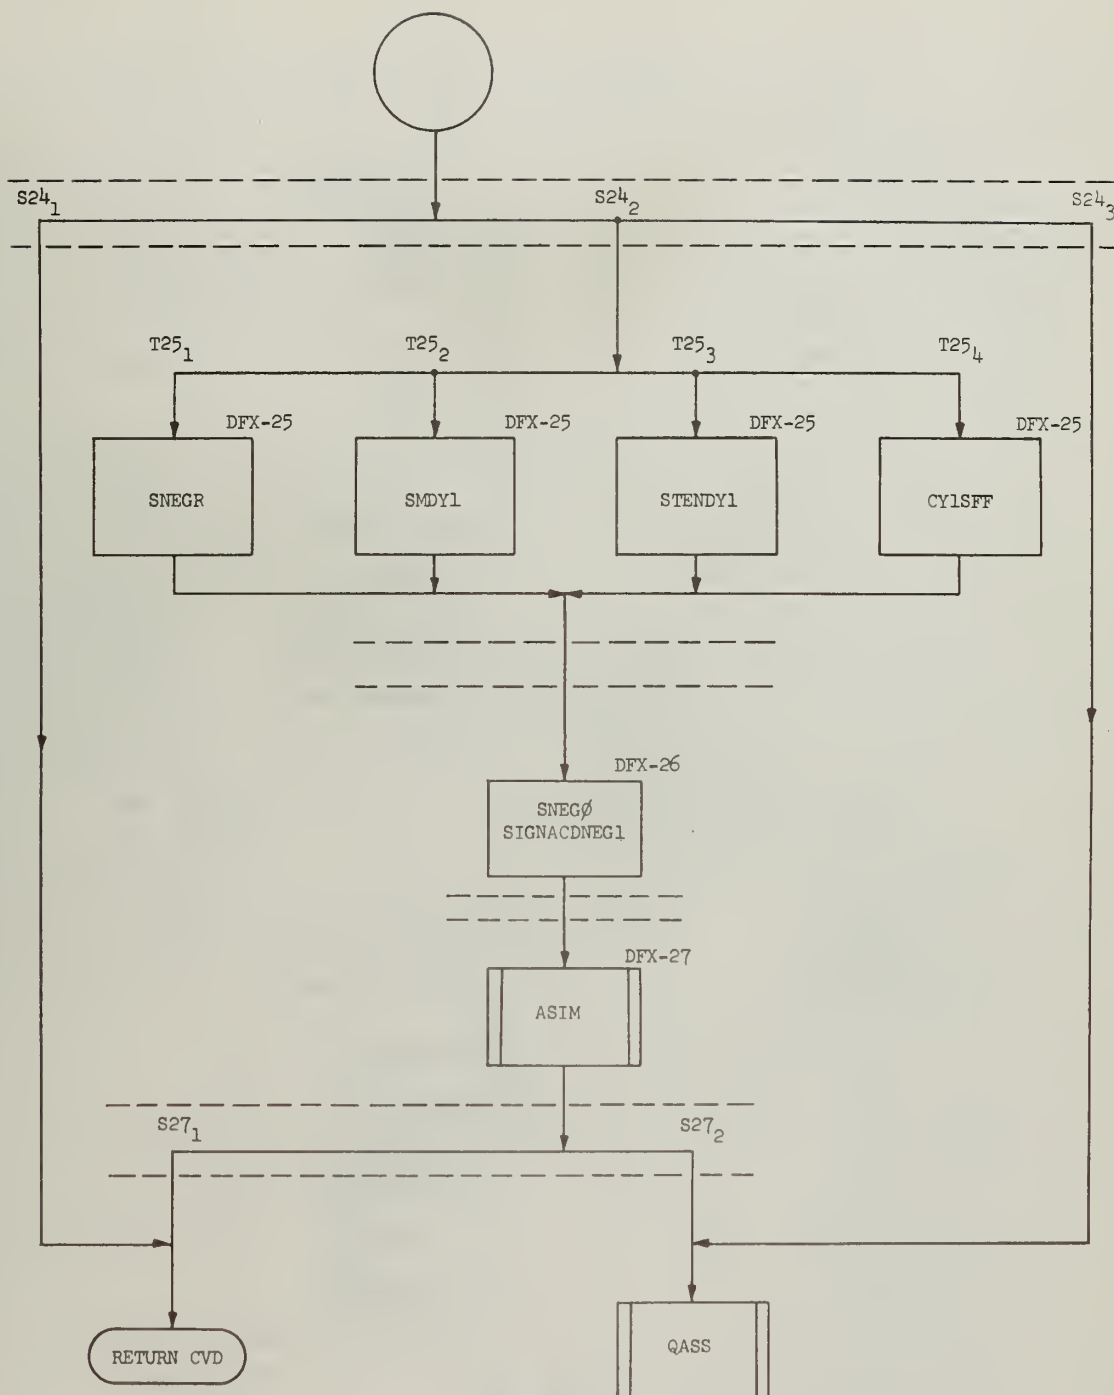 S24₁
S24₂
S24₃
T25₁
T25₂
T25₃
T25₄
DFX-25
DFX-25
DFX-25
DFX-25
SNEGR
SMDY1
STENDY1
CY1SFF
DFX-26
SNEGØ
SIGNACDNEG1
DFX-27
ASIM
S27₁
S27₂
RETURN CVD
QASS